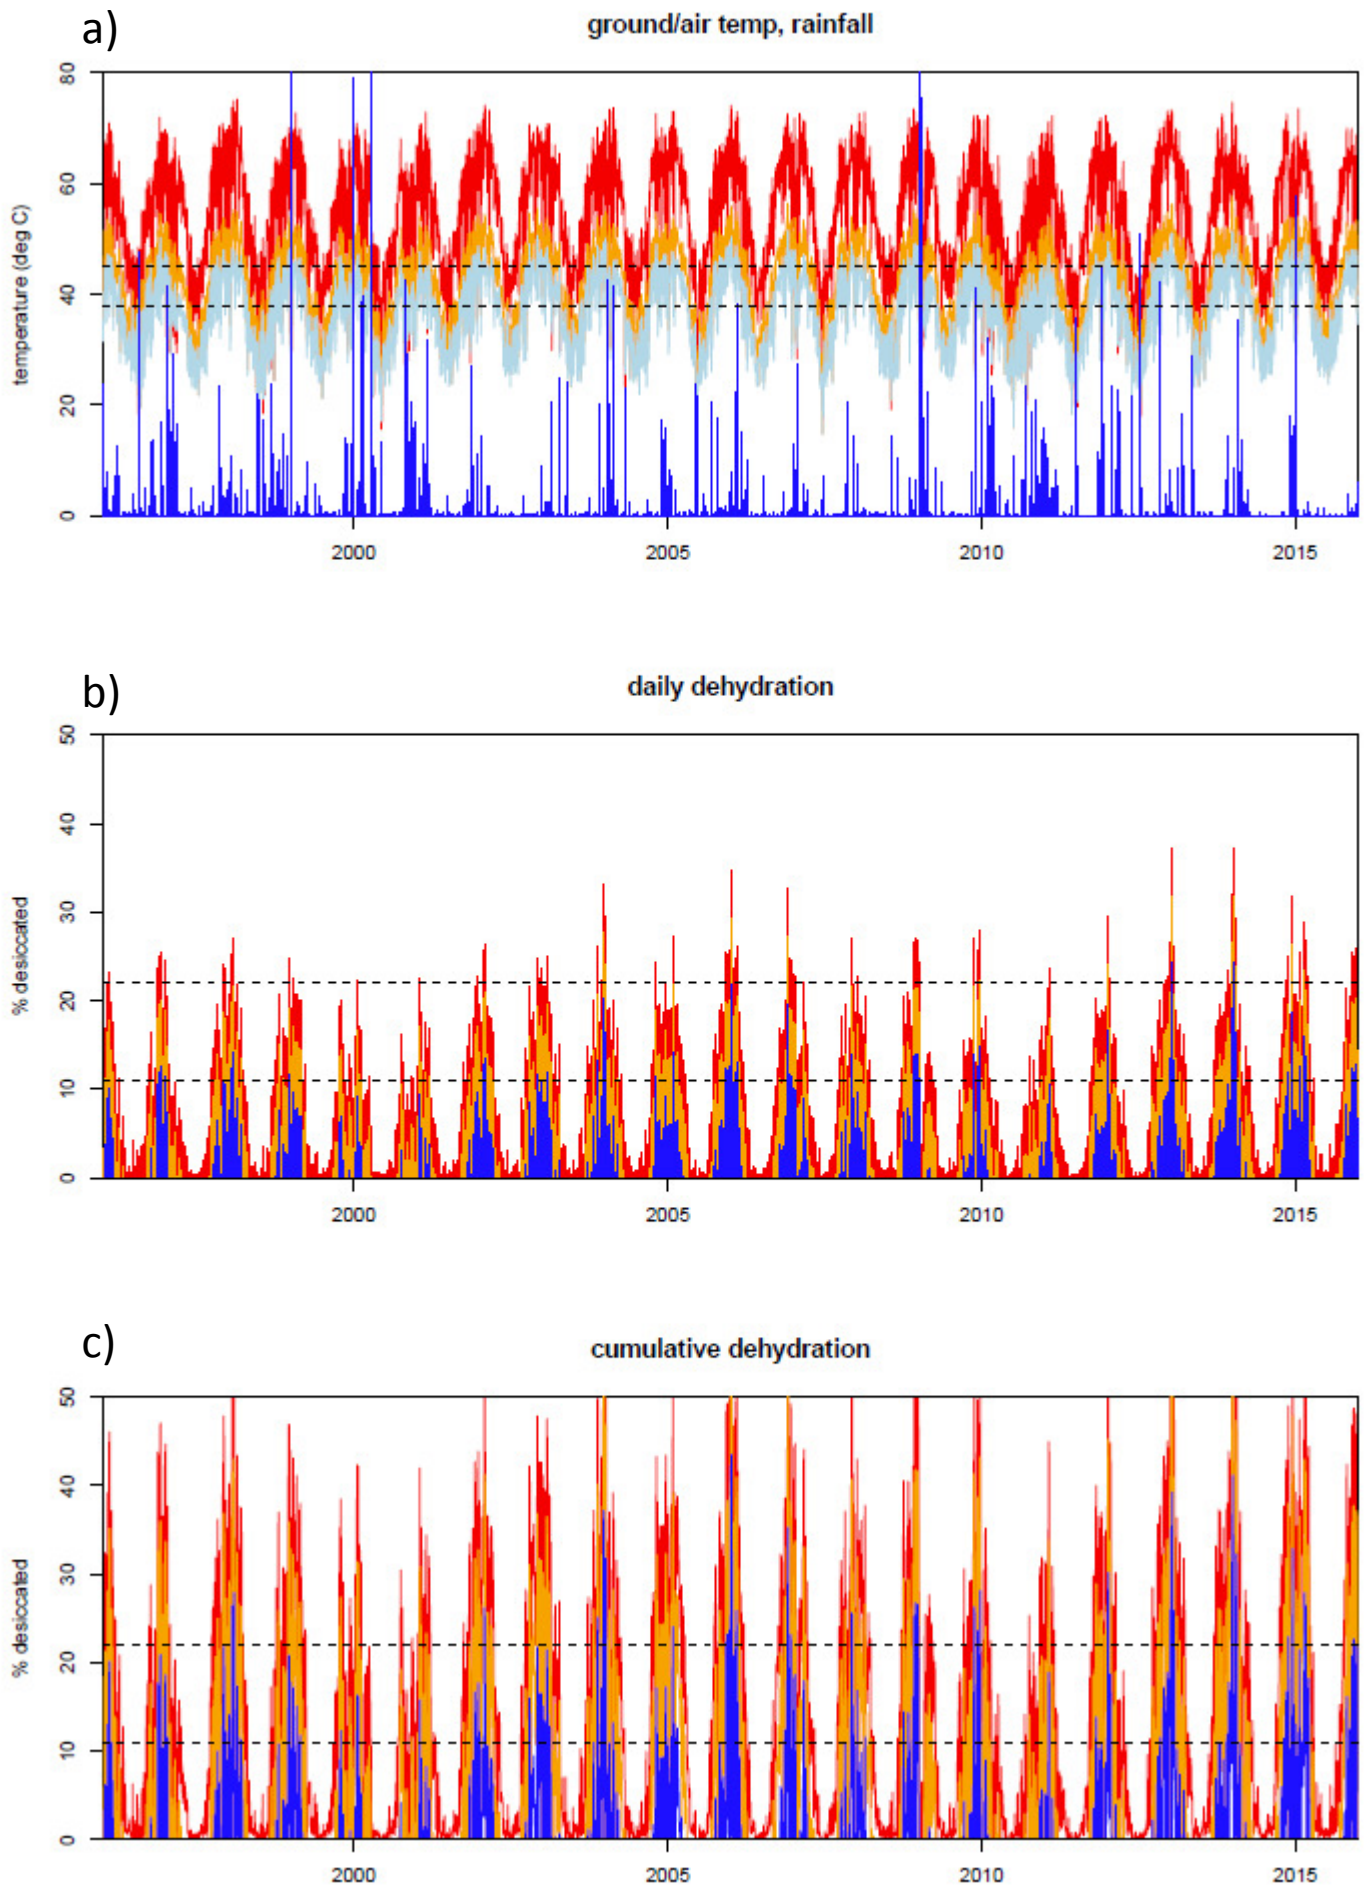 a)
ground/air temp, rainfall
temperature (deg C)
80
60
40
20
0
2000 2005 2010 2015
b)
daily dehydration
% desiccated
50
40
30
20
10
0
2000 2005 2010 2015
c)
cumulative dehydration
% desiccated
50
40
30
20
10
0
2000 2005 2010 2015